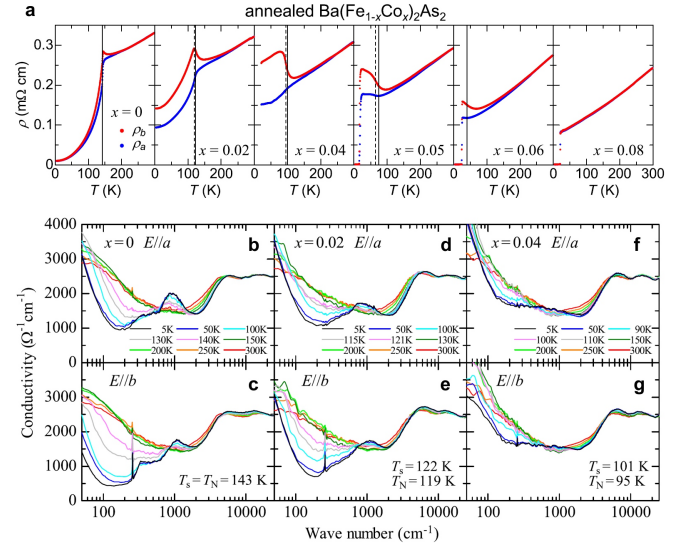 a
annealed Ba(Fe1-xCox)2As2
0.3
0.2
0.1
0
ρ (mΩ cm)
x = 0
ρb
ρa
x = 0.02
x = 0.04
x = 0.05
x = 0.06
x = 0.08
0 100 200 0 100 200 0 100 200 0 100 200 0 100 200 0 100 200 300
T (K) T (K) T (K) T (K) T (K) T (K)
4000
3000
2000
1000
0
x = 0 E//a b
5K 50K 100K
130K 140K 150K
200K 250K 300K
x = 0.02 E//a d
5K 50K 100K
115K 121K 130K
200K 250K 300K
x = 0.04 E//a f
5K 50K 90K
100K 110K 150K
200K 250K 300K
Conductivity (Ω-1cm-1)
3000
2000
1000
0
E//b c
Ts = TN = 143 K
E//b e
Ts = 122 K
TN = 119 K
E//b g
Ts = 101 K
TN = 95 K
100 1000 10000 100 1000 10000 100 1000 10000
Wave number (cm-1)